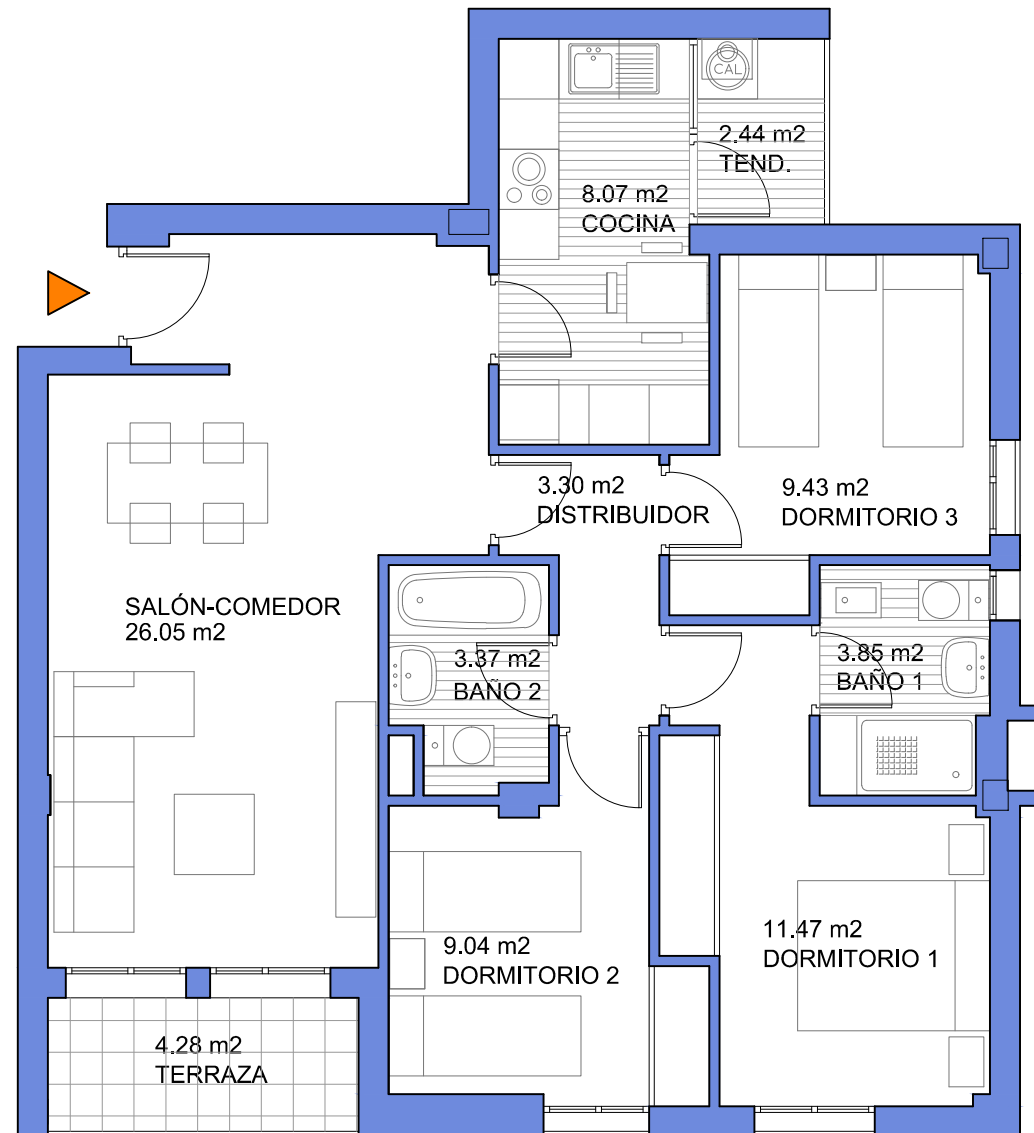 CAL
2.44 m2
TEND.
8.07 m2
COCINA
3.30 m2
DISTRIBUIDOR
9.43 m2
DORMITORIO 3
SALÓN-COMEDOR
26.05 m2
3.37 m2
BAÑO 2
3.85 m2
BAÑO 1
9.04 m2
DORMITORIO 2
11.47 m2
DORMITORIO 1
4.28 m2
TERRAZA